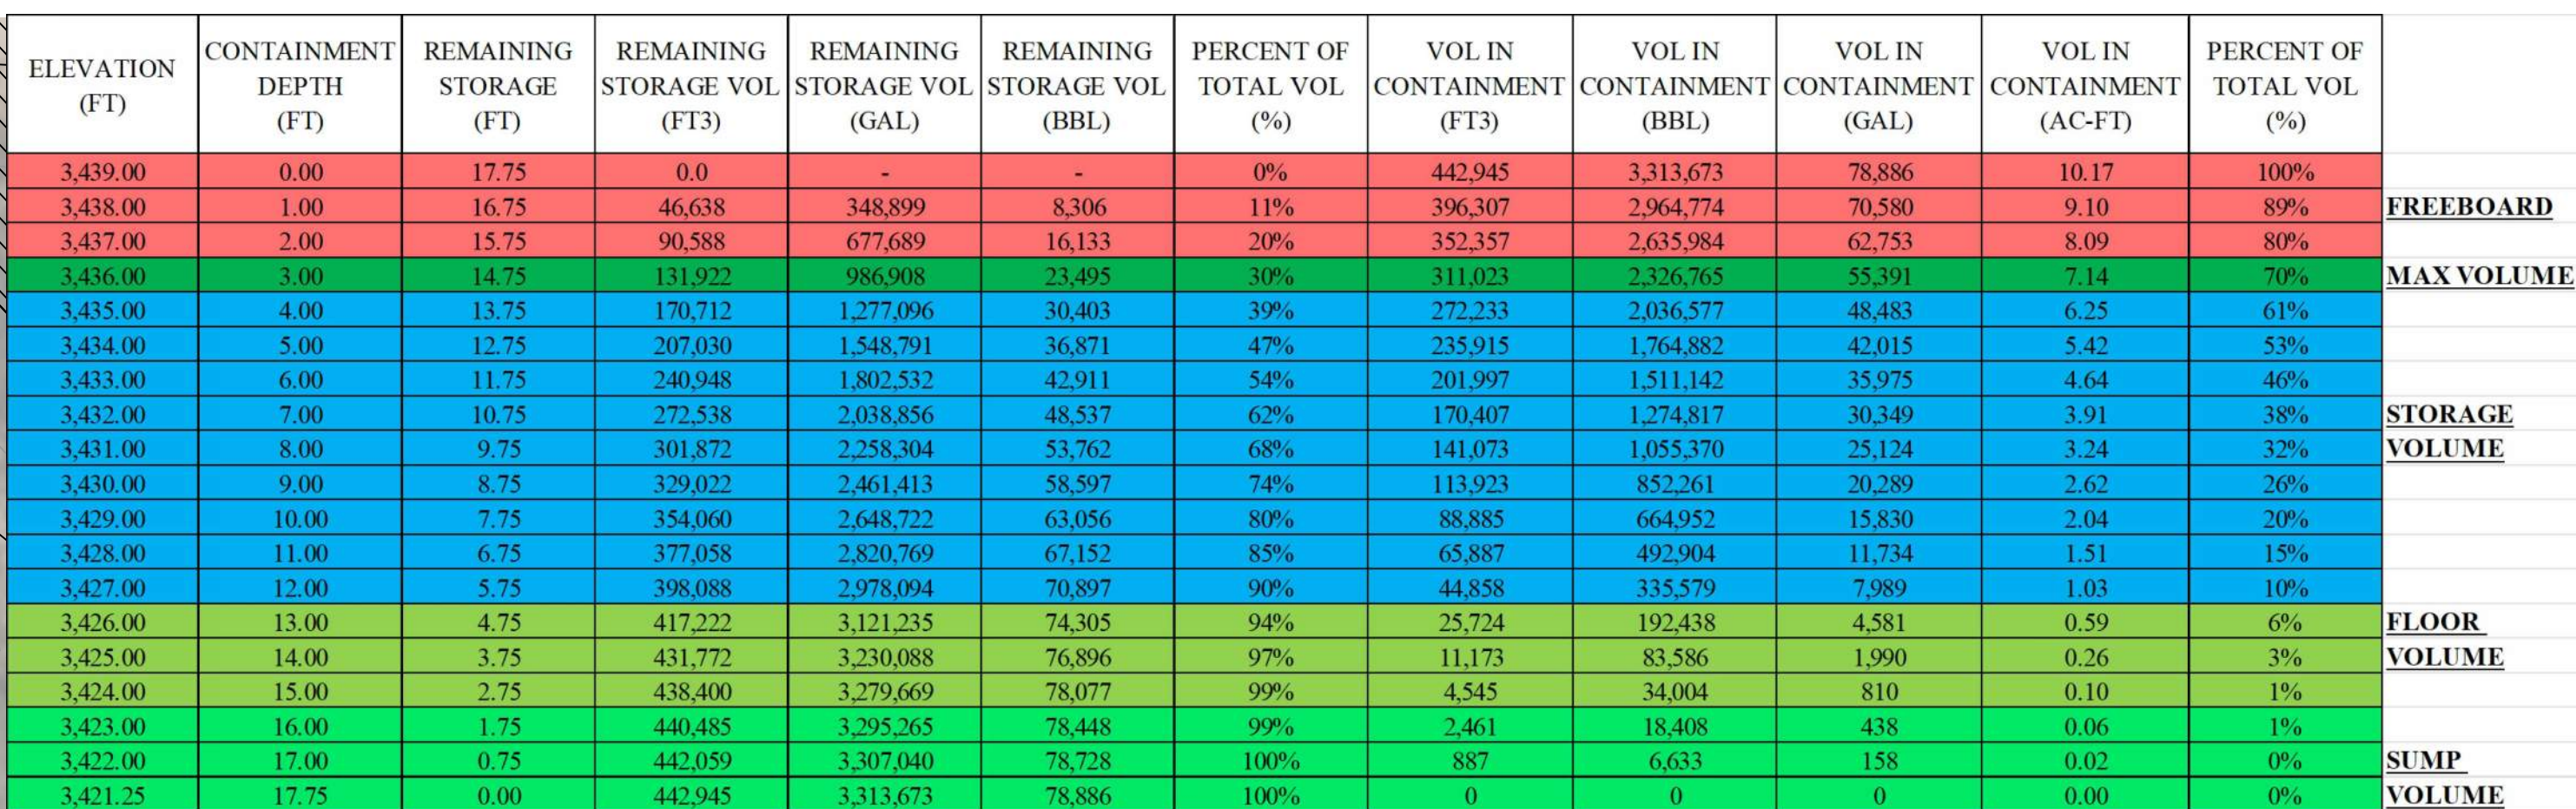 ELEVATION (FT) CONTAINMENT DEPTH (FT) REMAINING STORAGE (FT) REMAINING STORAGE VOL (FT3) REMAINING STORAGE VOL (GAL) REMAINING STORAGE VOL (BBL) PERCENT OF TOTAL VOL (%) VOL IN CONTAINMENT (FT3) VOL IN CONTAINMENT (BBL) VOL IN CONTAINMENT (GAL) VOL IN CONTAINMENT (AC-FT) PERCENT OF TOTAL VOL (%)
3,439.00 0.00 17.75 0.0 - - 0% 442,945 3,313,673 78,886 10.17 100%
3,438.00 1.00 16.75 46,638 348,899 8,306 11% 396,307 2,964,774 70,580 9.10 89% FREEBOARD
3,437.00 2.00 15.75 90,588 677,689 16,133 20% 352,357 2,635,984 62,753 8.09 80%
3,436.00 3.00 14.75 131,922 986,908 23,495 30% 311,023 2,326,765 55,391 7.14 70% MAX VOLUME
3,435.00 4.00 13.75 170,712 1,277,096 30,403 39% 272,233 2,036,577 48,483 6.25 61%
3,434.00 5.00 12.75 207,030 1,548,791 36,871 47% 235,915 1,764,882 42,015 5.42 53%
3,433.00 6.00 11.75 240,948 1,802,532 42,911 54% 201,997 1,511,142 35,975 4.64 46%
3,432.00 7.00 10.75 272,538 2,038,856 48,537 62% 170,407 1,274,817 30,349 3.91 38% STORAGE
3,431.00 8.00 9.75 301,872 2,258,304 53,762 68% 141,073 1,055,370 25,124 3.24 32% VOLUME
3,430.00 9.00 8.75 329,022 2,461,413 58,597 74% 113,923 852,261 20,289 2.62 26%
3,429.00 10.00 7.75 354,060 2,648,722 63,056 80% 88,885 664,952 15,830 2.04 20%
3,428.00 11.00 6.75 377,058 2,820,769 67,152 85% 65,887 492,904 11,734 1.51 15%
3,427.00 12.00 5.75 398,088 2,978,094 70,897 90% 44,858 335,579 7,989 1.03 10%
3,426.00 13.00 4.75 417,222 3,121,235 74,305 94% 25,724 192,438 4,581 0.59 6% FLOOR
3,425.00 14.00 3.75 431,772 3,230,088 76,896 97% 11,173 83,586 1,990 0.26 3% VOLUME
3,424.00 15.00 2.75 438,400 3,279,669 78,077 99% 4,545 34,004 810 0.10 1%
3,423.00 16.00 1.75 440,485 3,295,265 78,448 99% 2,461 18,408 438 0.06 1%
3,422.00 17.00 0.75 442,059 3,307,040 78,728 100% 887 6,633 158 0.02 0% SUMP
3,421.25 17.75 0.00 442,945 3,313,673 78,886 100% 0 0 0 0.00 0% VOLUME